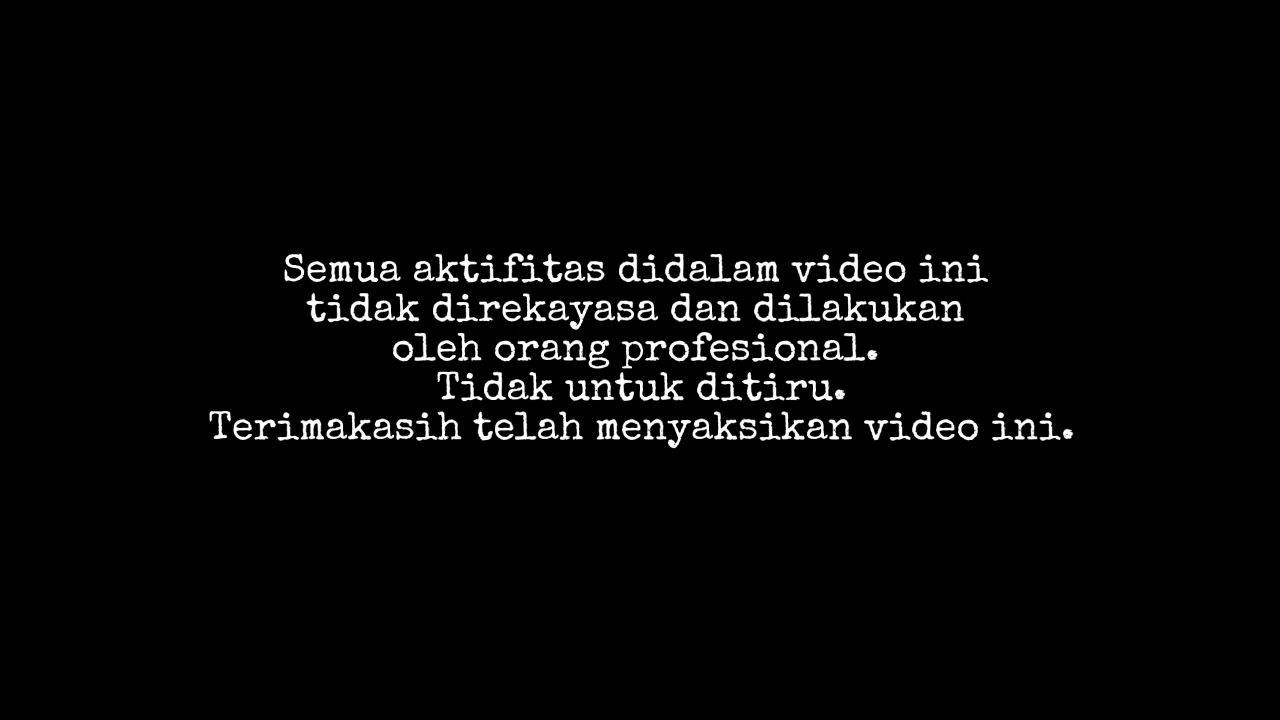 Semua aktifitas didalam video ini
tidak direkayasa dan dilakukan
oleh orang profesional.
Tidak untuk ditiru.
Terimakasih telah menyaksikan video ini.